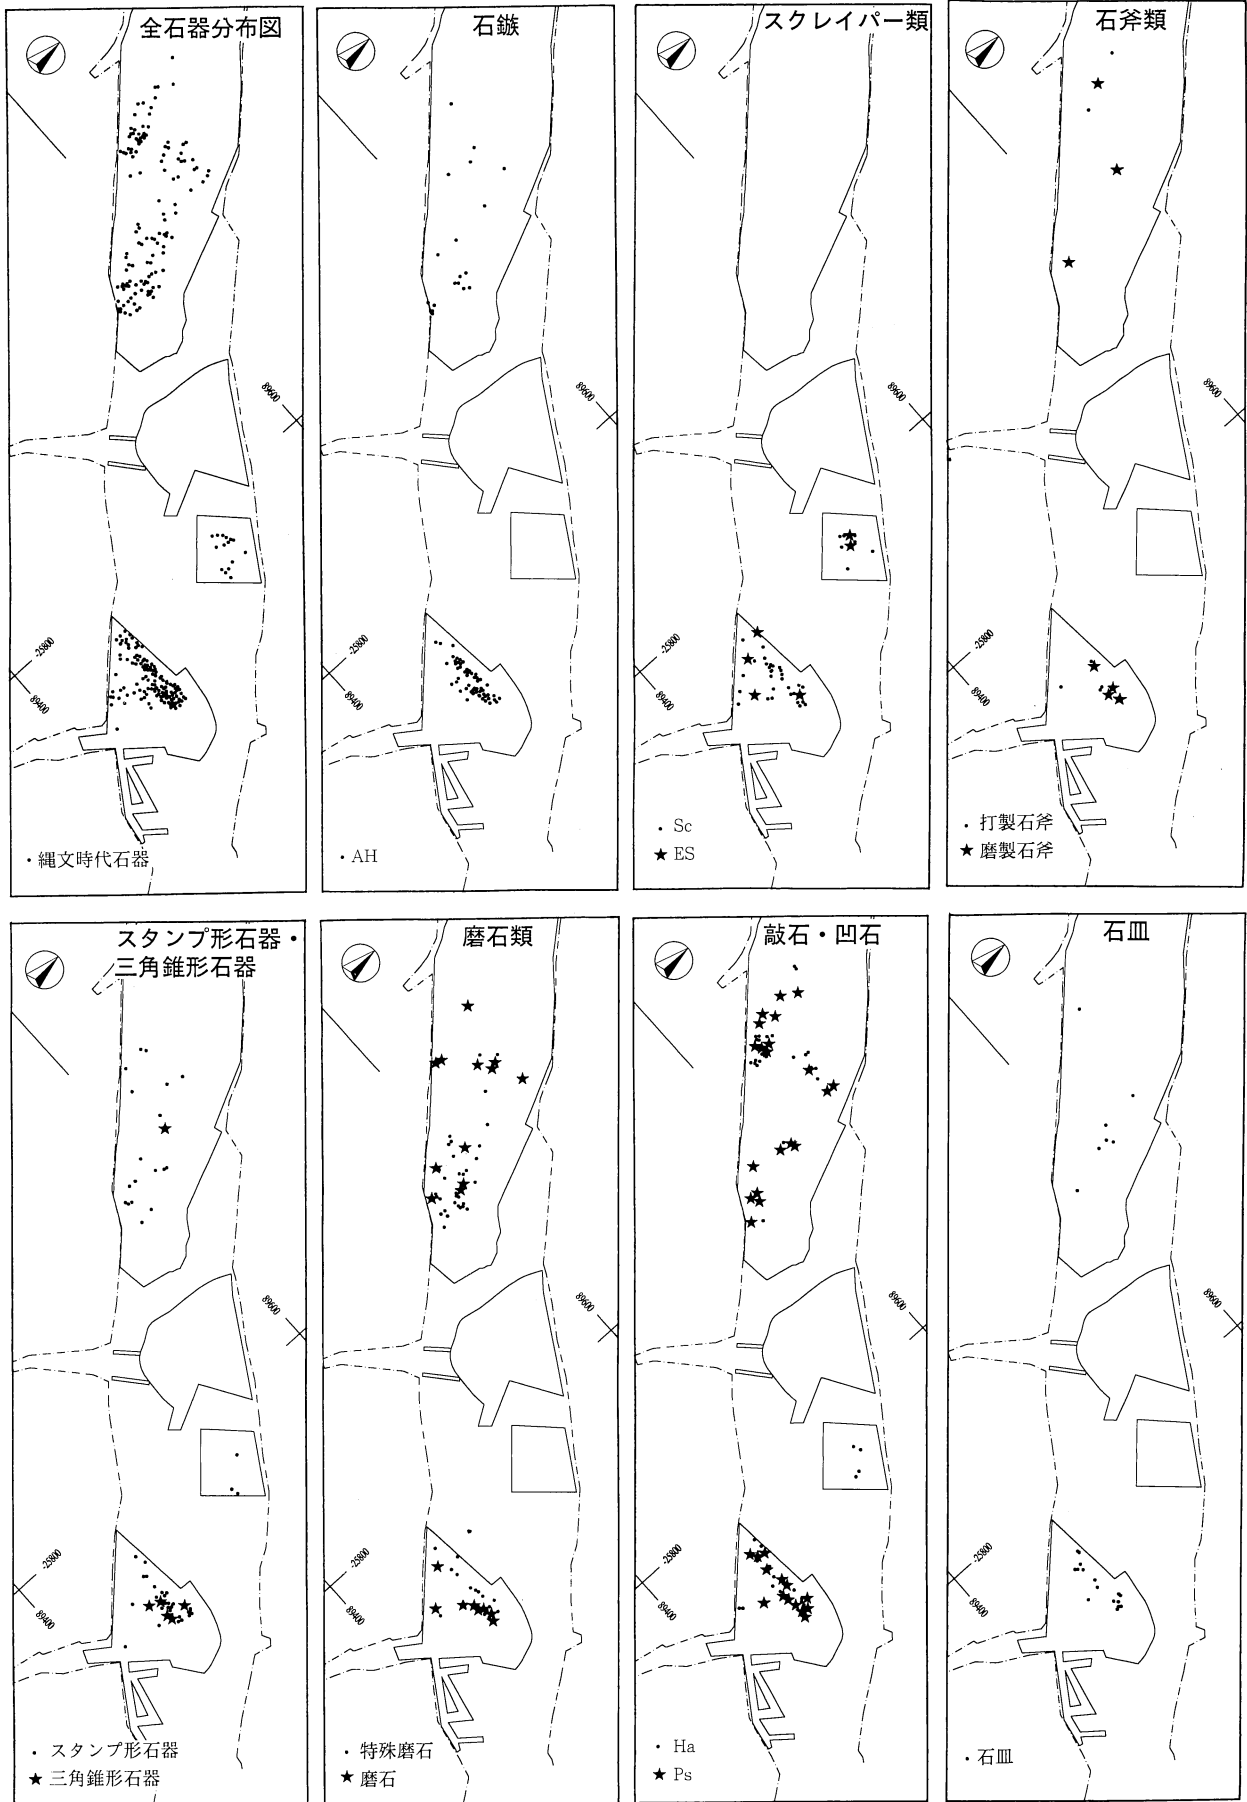 全石器分布図
89600
-25800
89400
・縄文時代石器
石鏃
89600
-25800
89400
・AH
スクレイパー類
89600
-25800
89400
・ Sc
★ ES
石斧類
89600
-25800
89400
・ 打製石斧
★ 磨製石斧
スタンプ形石器・
三角錐形石器
89600
-25800
89400
・ スタンプ形石器
★ 三角錐形石器
磨石類
89600
-25800
89400
・ 特殊磨石
★ 磨石
敲石・凹石
89600
-25800
89400
・ Ha
★ Ps
石皿
89600
-25800
89400
・石皿